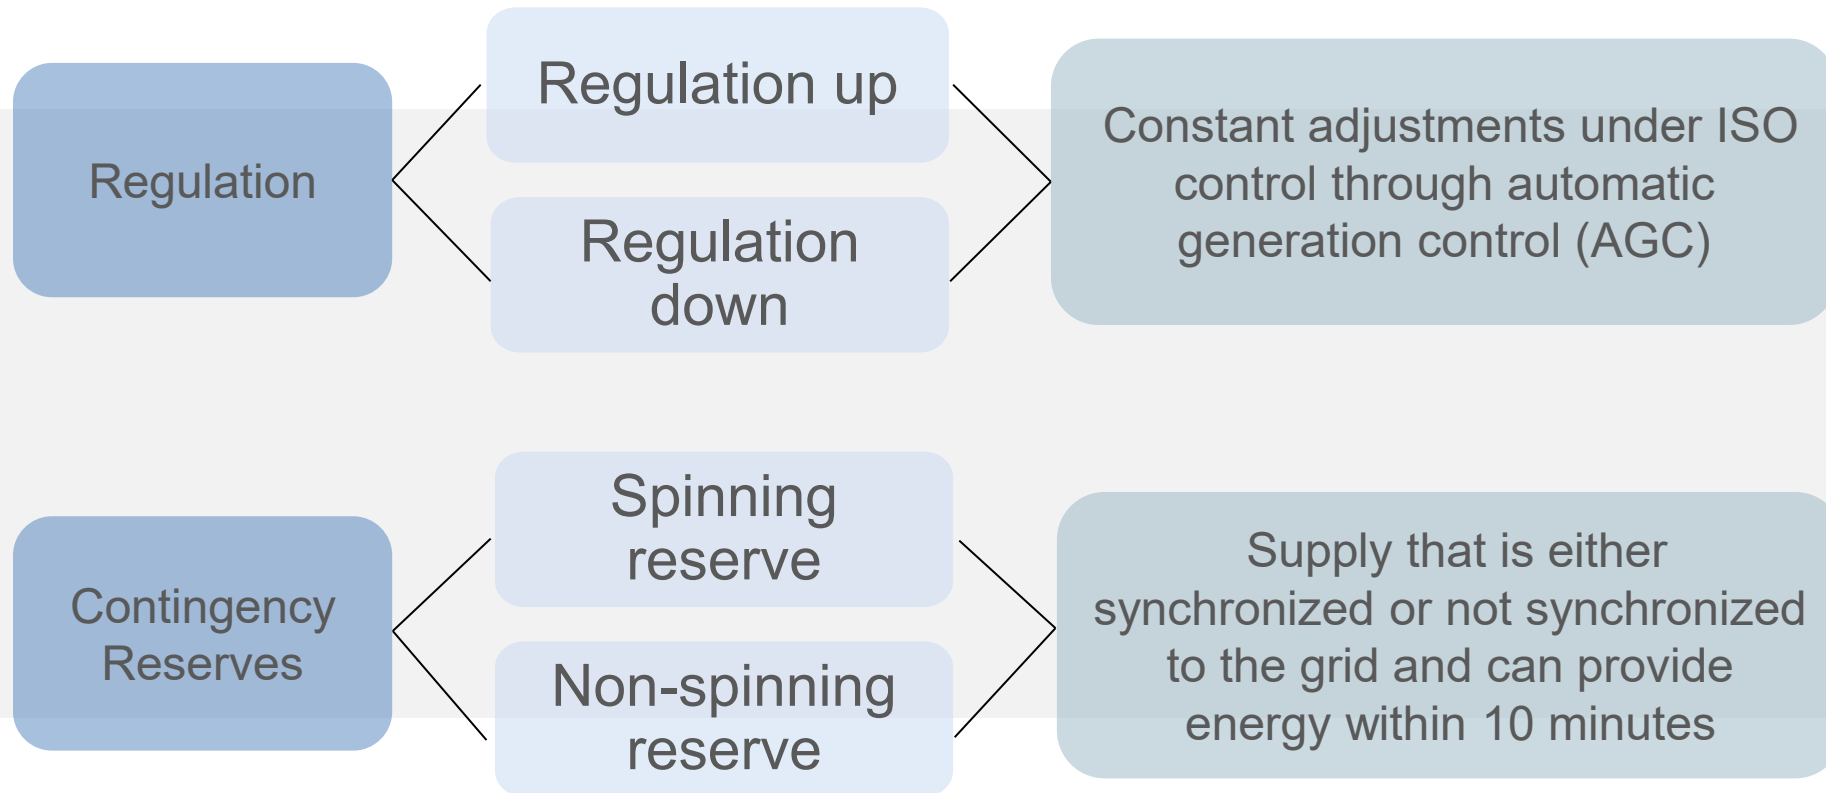 Regulation
Regulation up
Regulation
down
Constant adjustments under ISO
control through automatic
generation control (AGC)
Contingency
Reserves
Spinning
reserve
Non-spinning
reserve
Supply that is either
synchronized or not synchronized
to the grid and can provide
energy within 10 minutes